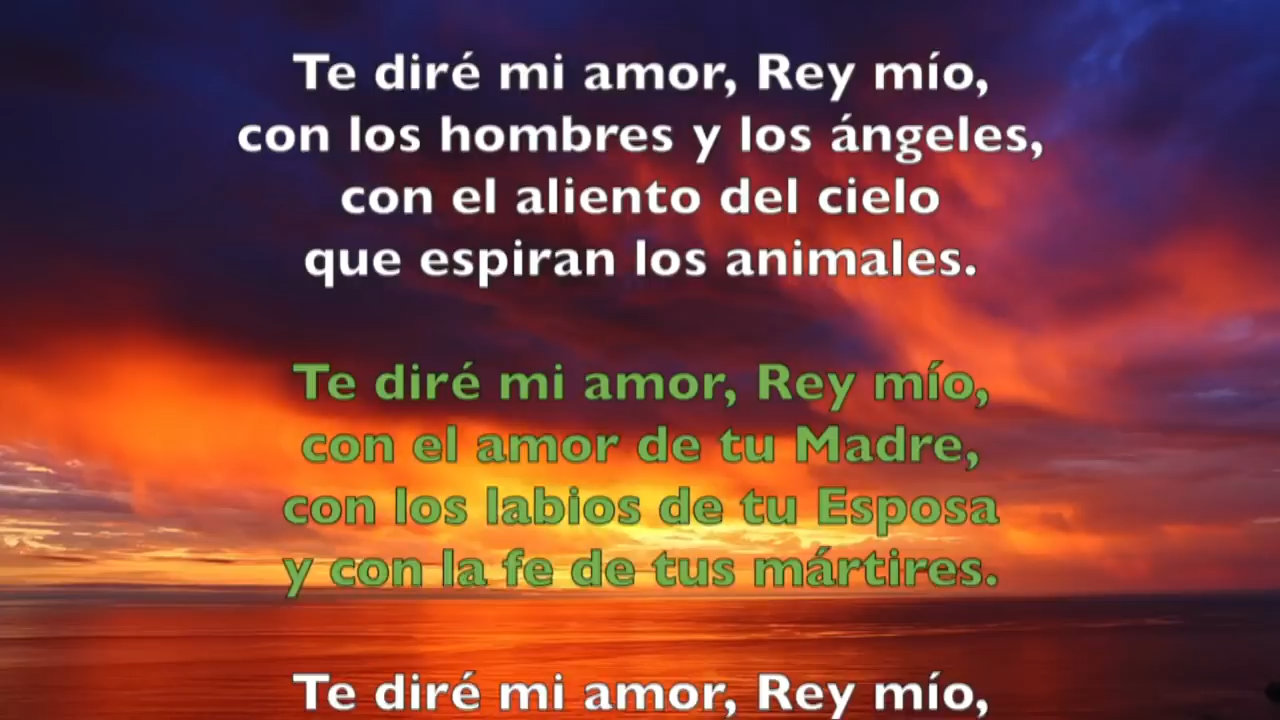 Te diré mi amor, Rey mío,
con los hombres y los ángeles,
con el aliento del cielo
que espiran los animales.
Te diré mi amor, Rey mío,
con el amor de tu Madre,
con los labios de tu Esposa
y con la fe de tus mártires.
Te diré mi amor, Rey mío,